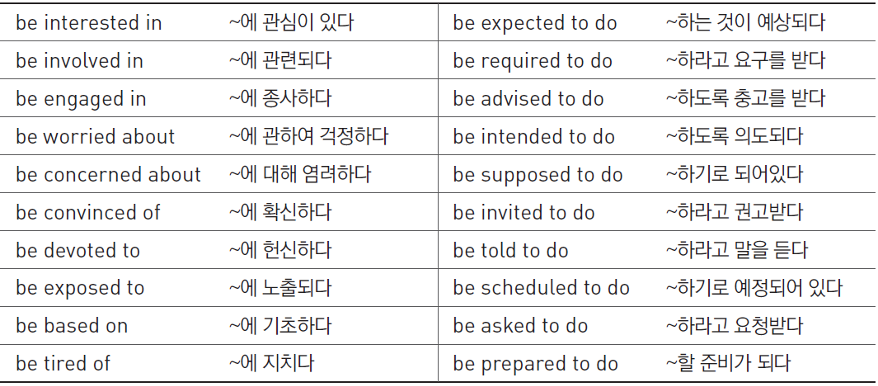 be interested in ~에 관심이 있다 be expected to do ~하는 것이 예상되다
be involved in ~에 관련되다 be required to do ~하라고 요구를 받다
be engaged in ~에 종사하다 be advised to do ~하도록 충고를 받다
be worried about ~에 관하여 걱정하다 be intended to do ~하도록 의도되다
be concerned about ~에 대해 염려하다 be supposed to do ~하기로 되어있다
be convinced of ~에 확신하다 be invited to do ~하라고 권고받다
be devoted to ~에 헌신하다 be told to do ~하라고 말을 듣다
be exposed to ~에 노출되다 be scheduled to do ~하기로 예정되어 있다
be based on ~에 기초하다 be asked to do ~하라고 요청받다
be tired of ~에 지치다 be prepared to do ~할 준비가 되다